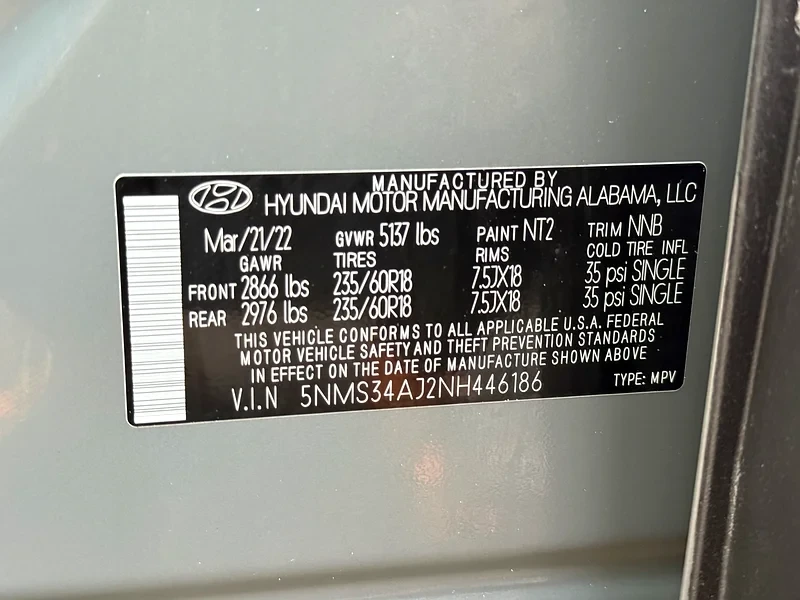 MANUFACTURED BY
HYUNDAI MOTOR MANUFACTURING ALABAMA, LLC
Mar/21/22 GVWR 5137 lbs PAINT NT2 TRIM NNB
GAWR TIRES RIMS COLD TIRE INFL
FRONT 2866 lbs 235/60R18 7.5JX18 35 psi SINGLE
REAR 2976 lbs 235/60R18 7.5JX18 35 psi SINGLE
THIS VEHICLE CONFORMS TO ALL APPLICABLE U.S.A. FEDERAL
MOTOR VEHICLE SAFETY AND THEFT PREVENTION STANDARDS
IN EFFECT ON THE DATE OF MANUFACTURE SHOWN ABOVE
V.I.N 5NMS34AJ2NH446186 TYPE: MPV